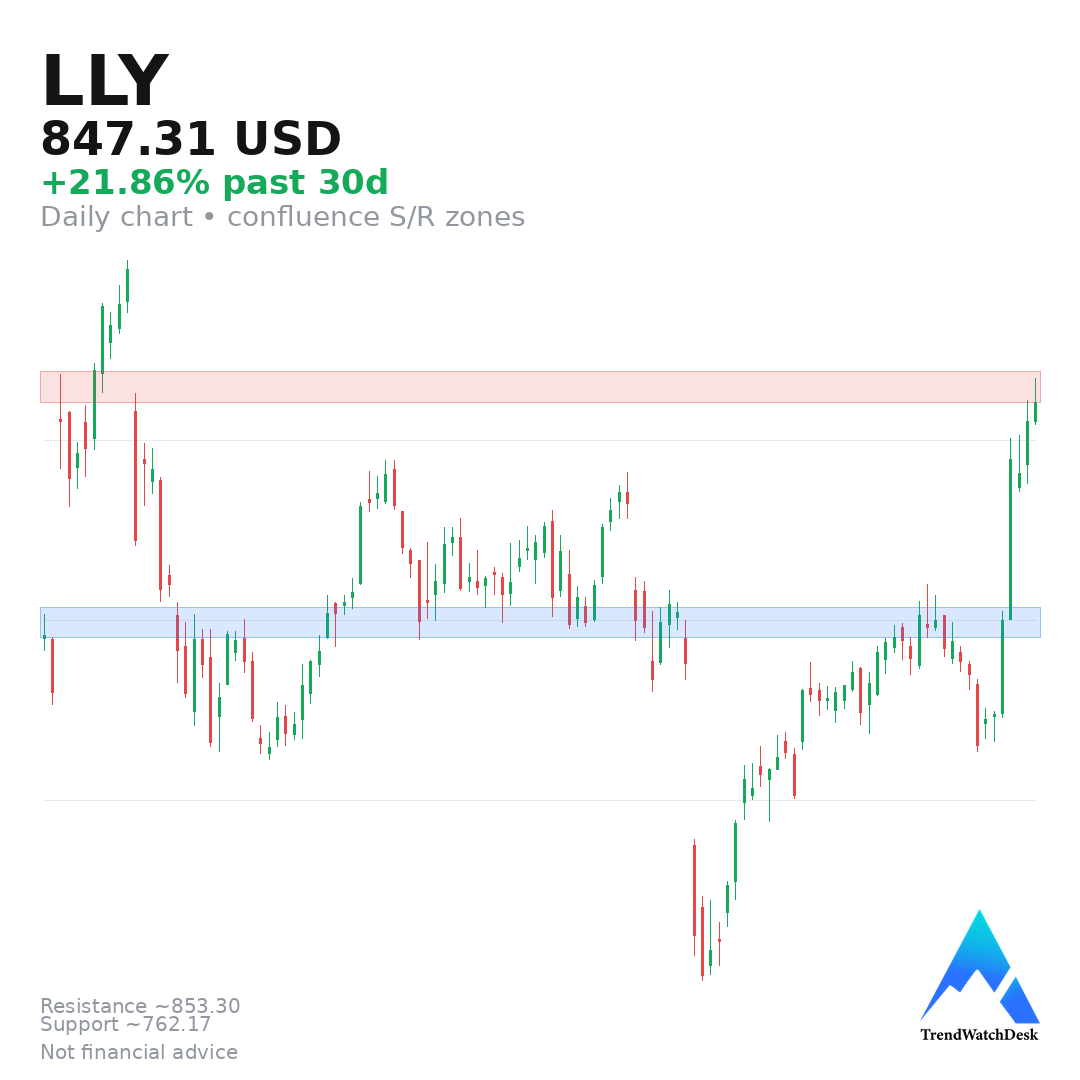 LLY
847.31 USD
+21.86% past 30d
Daily chart • confluence S/R zones
Resistance ~853.30
Support ~762.17
Not financial advice
TrendWatchDesk